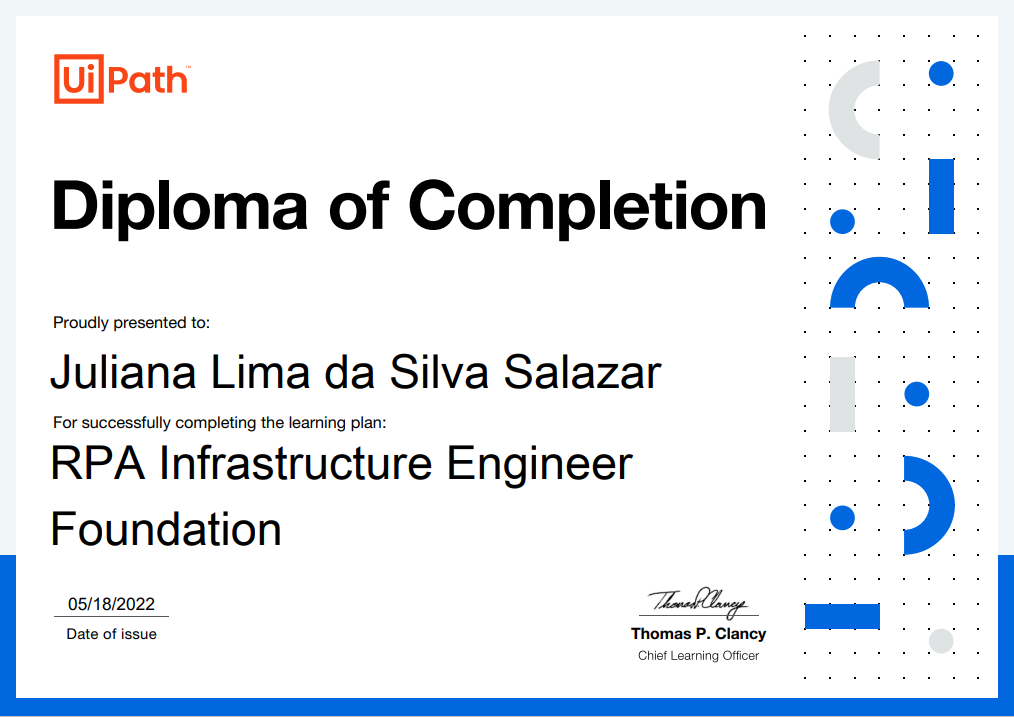 UiPath™
Diploma of Completion
Proudly presented to:
Juliana Lima da Silva Salazar
For successfully completing the learning plan:
RPA Infrastructure Engineer
Foundation
05/18/2022
Date of issue
Thomas P. Clancy
Thomas P. Clancy
Chief Learning Officer